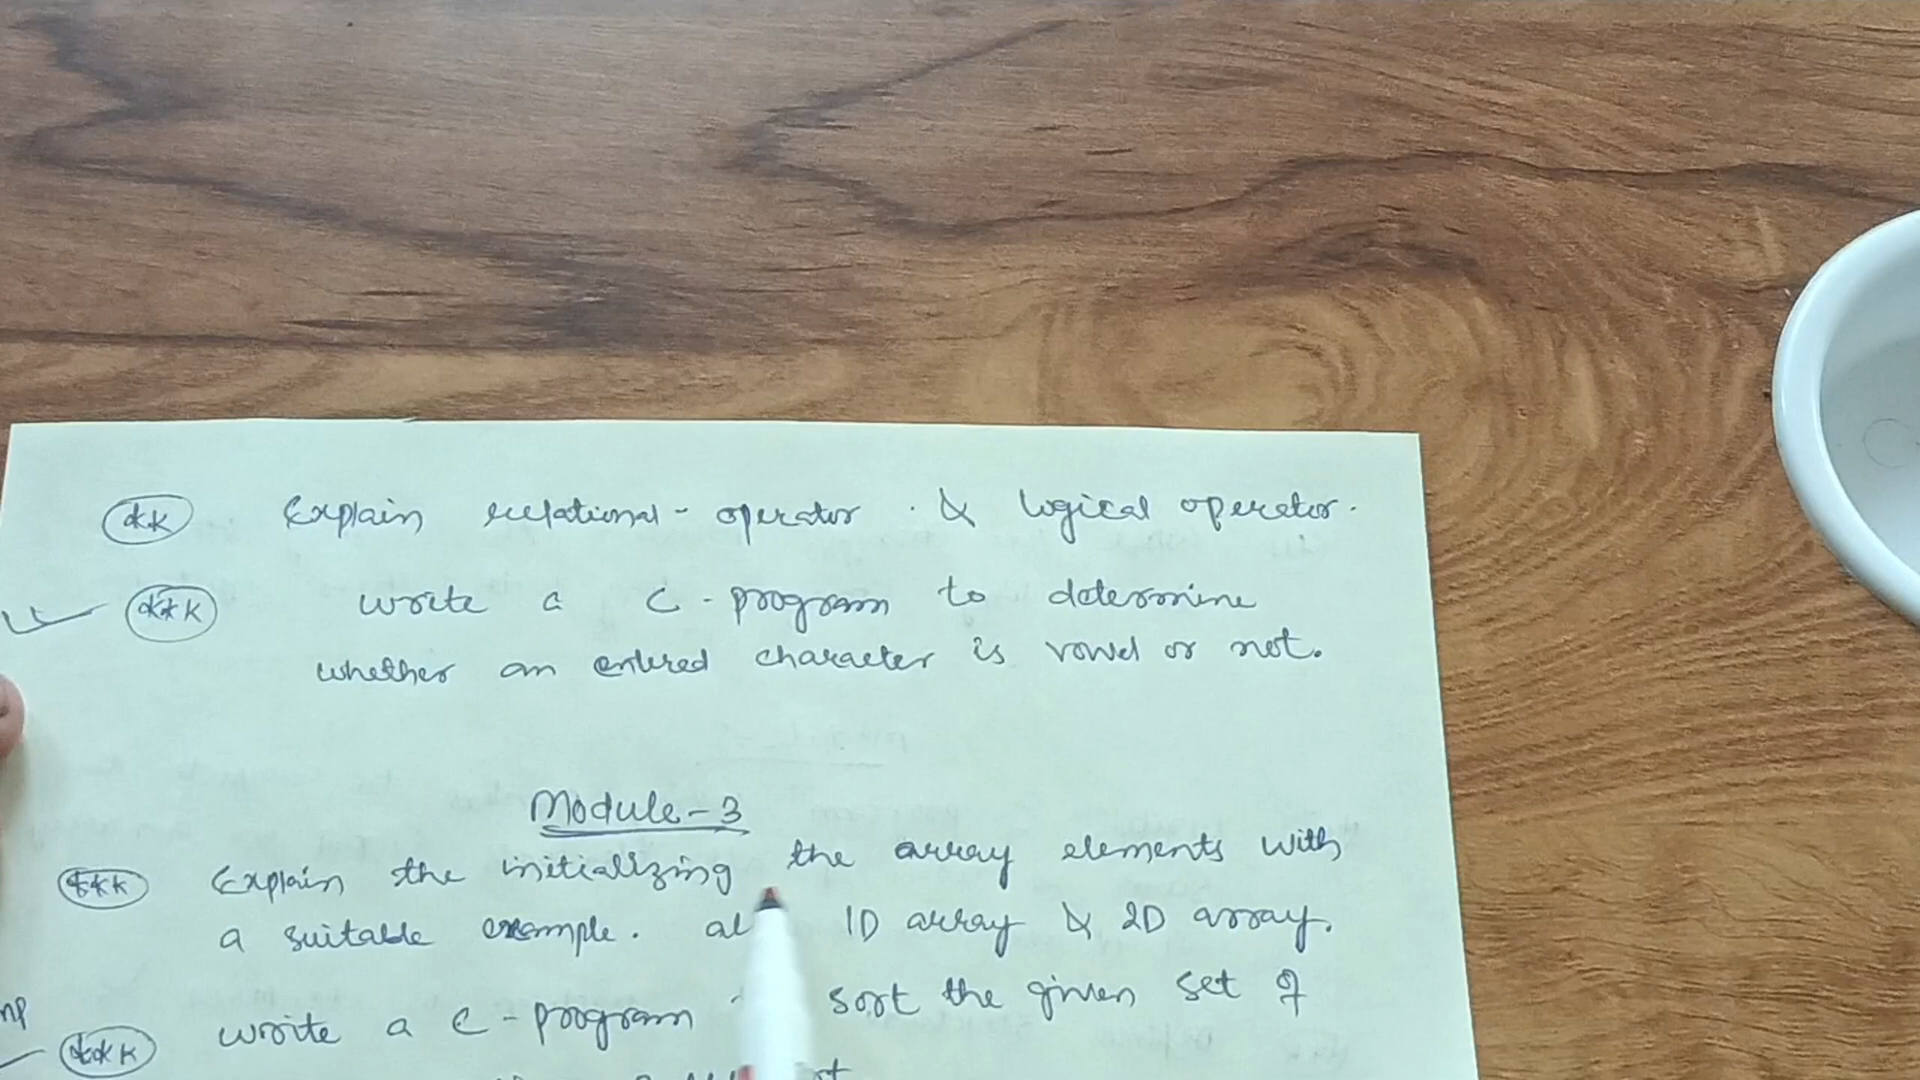 ** Explain relational - operator & logical operator.
*** write a C - program to determine
whether an entered character is vowel or not.
Module - 3
*** Explain the initializing the array elements with
a suitable example. 1D array & 2D array.
*** write a C - program sort the given set of